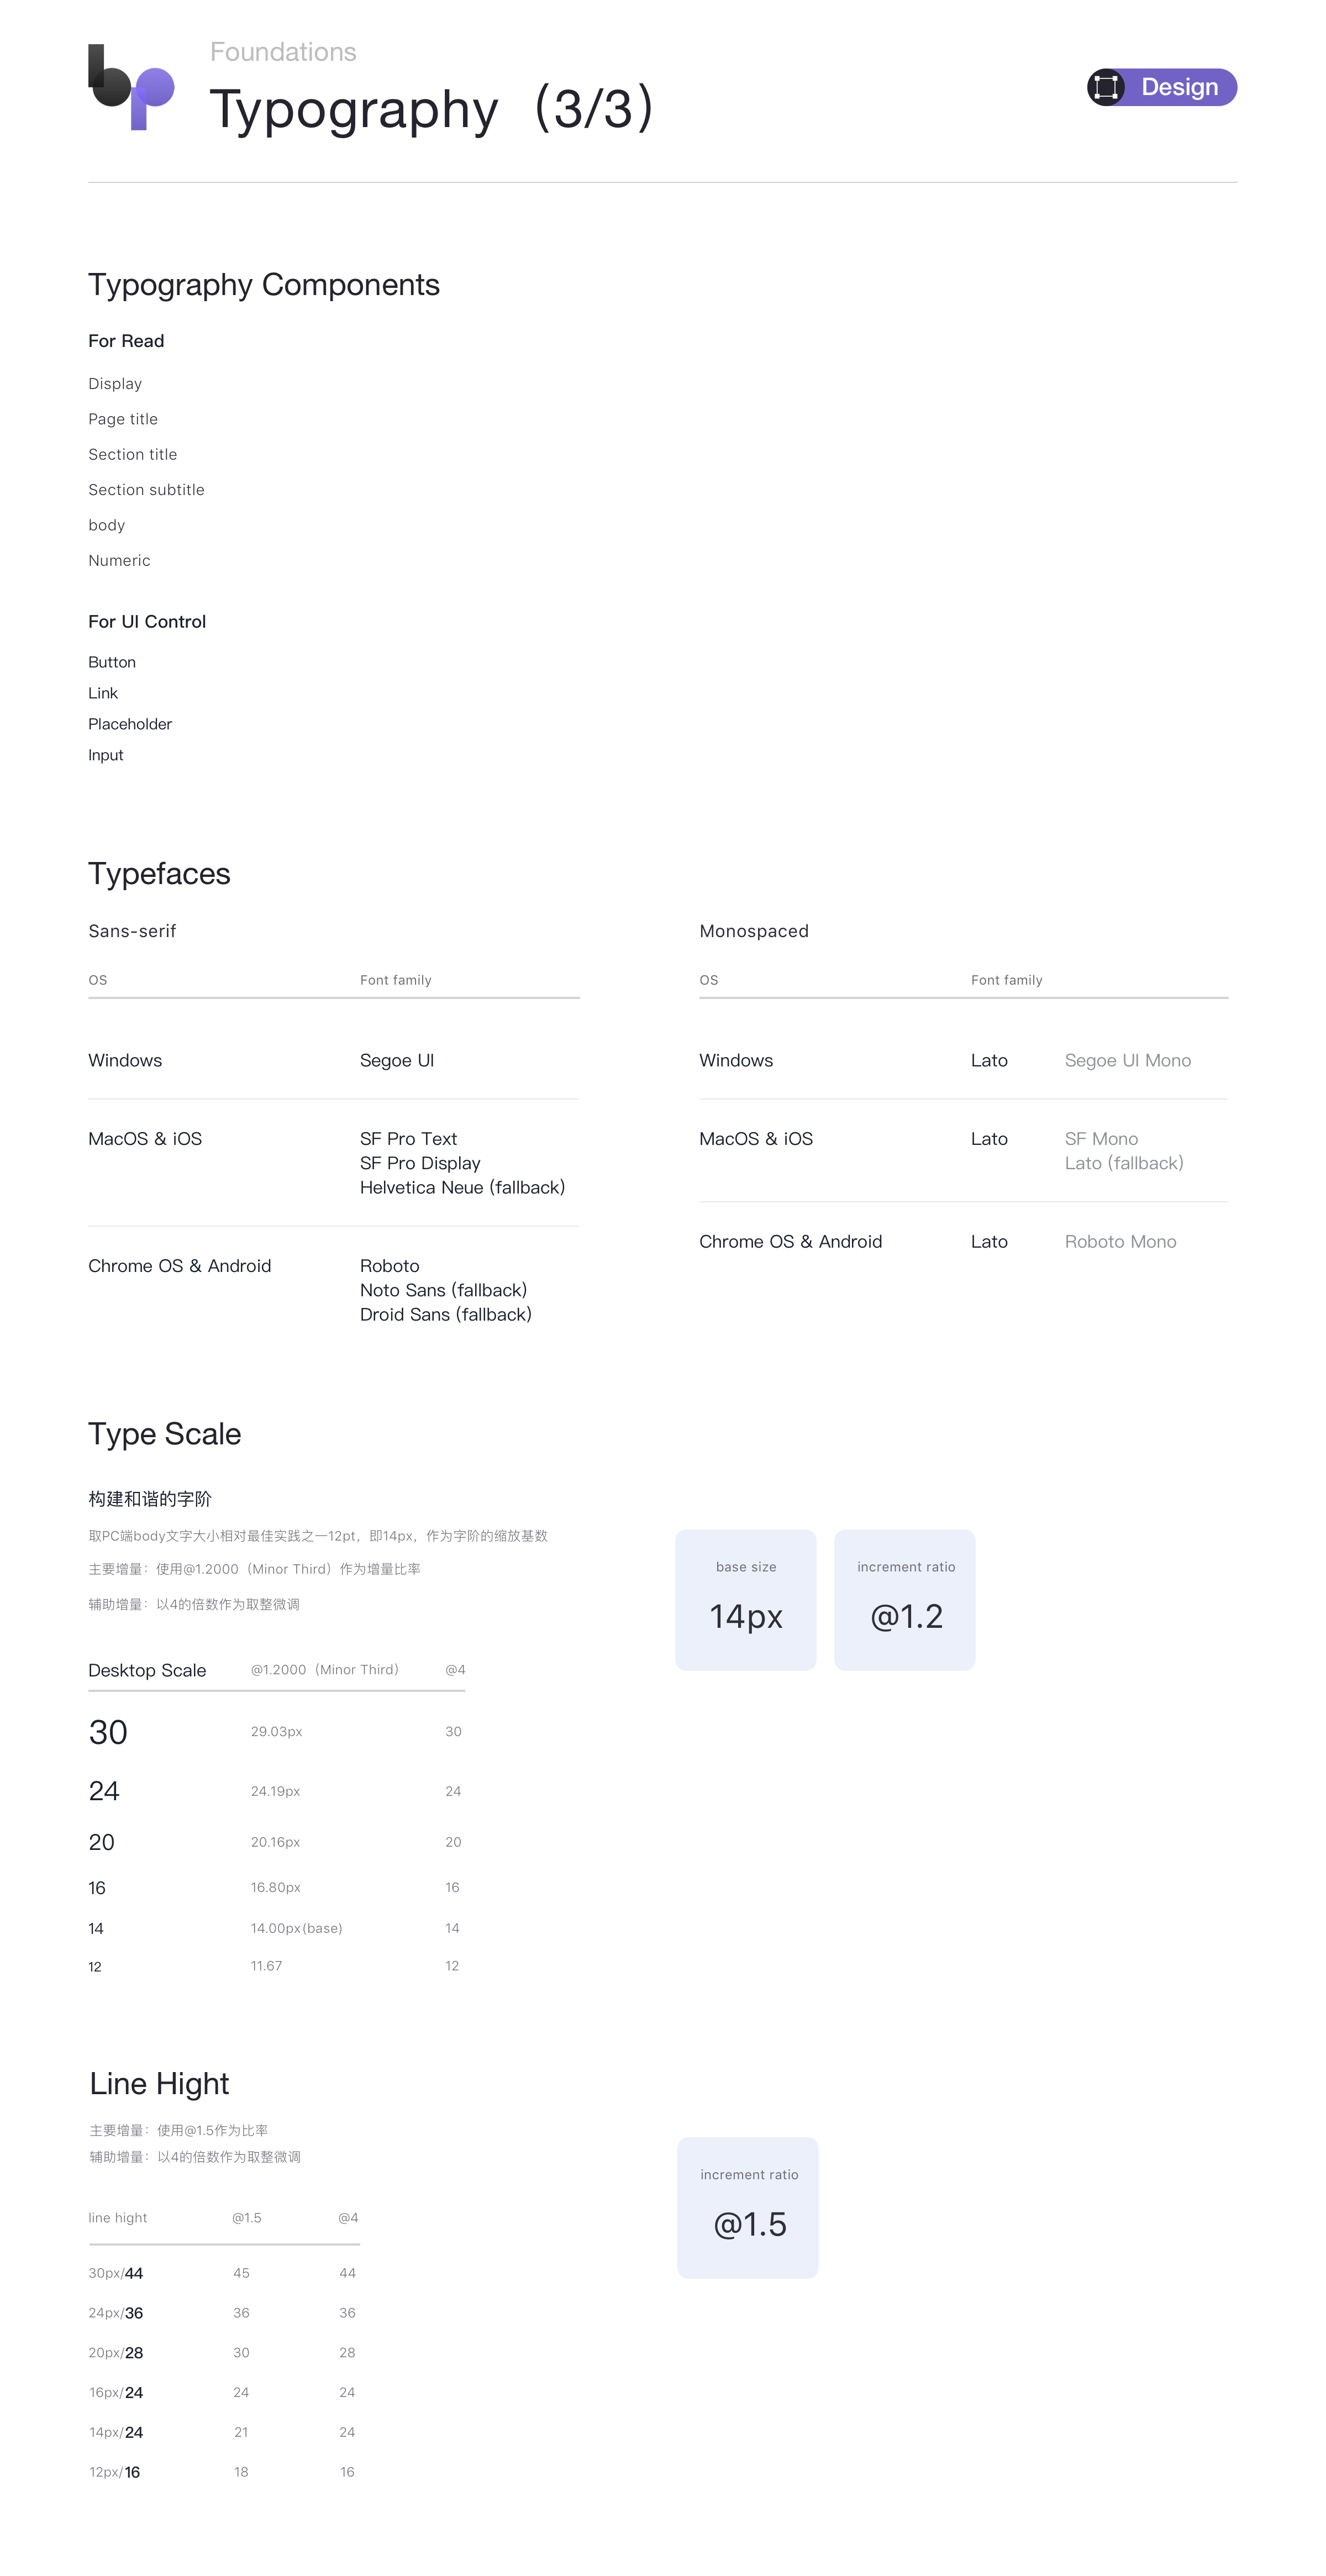 bp
Foundations
Typography（3/3）
Design
Typography Components
For Read
Display
Page title
Section title
Section subtitle
body
Numeric
For UI Control
Button
Link
Placeholder
Input
Typefaces
Sans-serif
OS Font family
Windows Segoe UI
MacOS & iOS SF Pro Text
SF Pro Display
Helvetica Neue (fallback)
Chrome OS & Android Roboto
Noto Sans (fallback)
Droid Sans (fallback)
Monospaced
OS Font family
Windows Lato Segoe UI Mono
MacOS & iOS Lato SF Mono
Lato (fallback)
Chrome OS & Android Lato Roboto Mono
Type Scale
构建和谐的字阶
取PC端body文字大小相对最佳实践之一12pt，即14px，作为字阶的缩放基数
主要增量：使用@1.2000（Minor Third）作为增量比率
辅助增量：以4的倍数作为取整微调
base size
14px
increment ratio
@1.2
Desktop Scale @1.2000（Minor Third） @4
30 29.03px 30
24 24.19px 24
20 20.16px 20
16 16.80px 16
14 14.00px(base) 14
12 11.67 12
Line Hight
主要增量：使用@1.5作为比率
辅助增量：以4的倍数作为取整微调
increment ratio
@1.5
line hight @1.5 @4
30px/44 45 44
24px/36 36 36
20px/28 30 28
16px/24 24 24
14px/24 21 24
12px/16 18 16